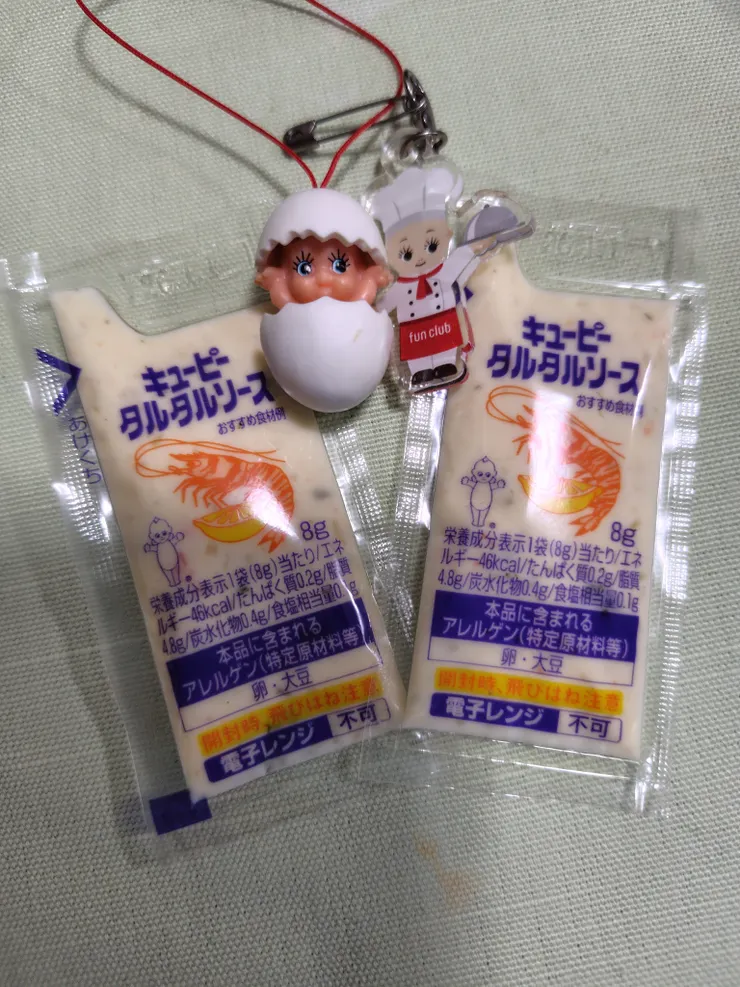 fun club
キューピー
タルタルソース
おすすめ食材例
8g
栄養成分表示1袋(8g)当たり/エネ
ルギー46kcal/たんぱく質0.2g/脂質
4.8g/炭水化物0.4g/食塩相当量0.1g
本品に含まれる
アレルゲン(特定原材料等)
卵・大豆
開封時、飛びはね注意
電子レンジ 不可
あけくち
キューピー
タルタルソース
おすすめ食材
8g
栄養成分表示1袋(8g)当たり/エネ
ルギー46kcal/たんぱく質0.2g/脂質
4.8g/炭水化物0.4g/食塩相当量0.1g
本品に含まれる
アレルゲン(特定原材料等)
卵・大豆
開封時、飛びはね注意
電子レンジ 不可